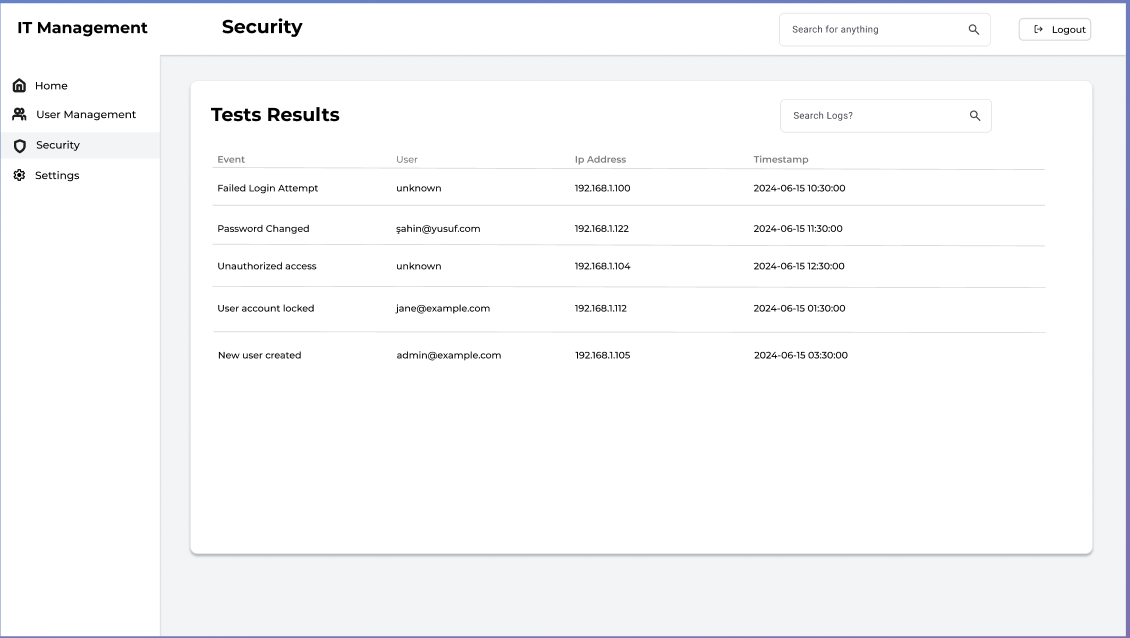 IT Management
Security
Search for anything
Logout
Home
User Management
Security
Settings
Tests Results
Search Logs?
Event User Ip Address Timestamp
Failed Login Attempt unknown 192.168.1.100 2024-06-15 10:30:00
Password Changed şahin@yusuf.com 192.168.1.122 2024-06-15 11:30:00
Unauthorized access unknown 192.168.1.104 2024-06-15 12:30:00
User account locked jane@example.com 192.168.1.112 2024-06-15 01:30:00
New user created admin@example.com 192.168.1.105 2024-06-15 03:30:00